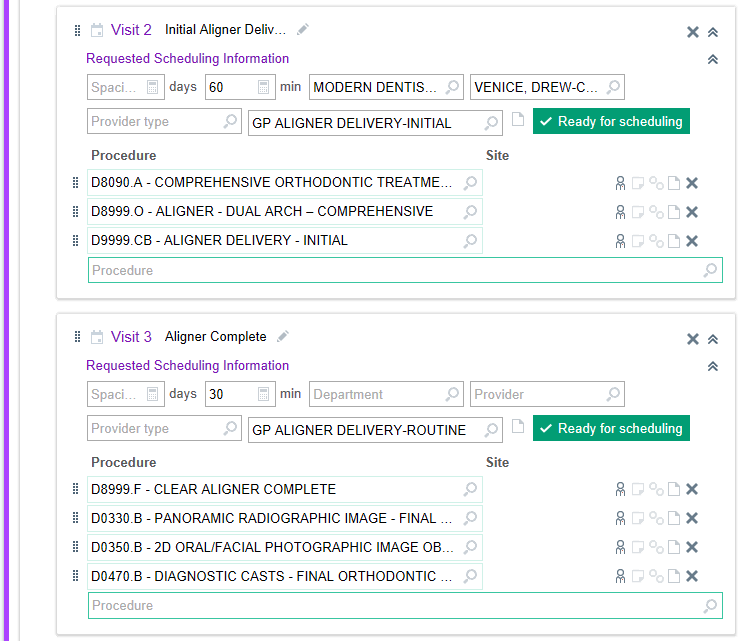 Visit 2 Initial Aligner Deliv...
Requested Scheduling Information
Spaci... days 60 min MODERN DENTIS... VENICE, DREW-C...
Provider type GP ALIGNER DELIVERY-INITIAL Ready for scheduling
Procedure Site
D8090.A - COMPREHENSIVE ORTHODONTIC TREATME...
D8999.O - ALIGNER - DUAL ARCH – COMPREHENSIVE
D9999.CB - ALIGNER DELIVERY - INITIAL
Procedure
Visit 3 Aligner Complete
Requested Scheduling Information
Spaci... days 30 min Department Provider
Provider type GP ALIGNER DELIVERY-ROUTINE Ready for scheduling
Procedure Site
D8999.F - CLEAR ALIGNER COMPLETE
D0330.B - PANORAMIC RADIOGRAPHIC IMAGE - FINAL ...
D0350.B - 2D ORAL/FACIAL PHOTOGRAPHIC IMAGE OB...
D0470.B - DIAGNOSTIC CASTS - FINAL ORTHODONTIC ...
Procedure